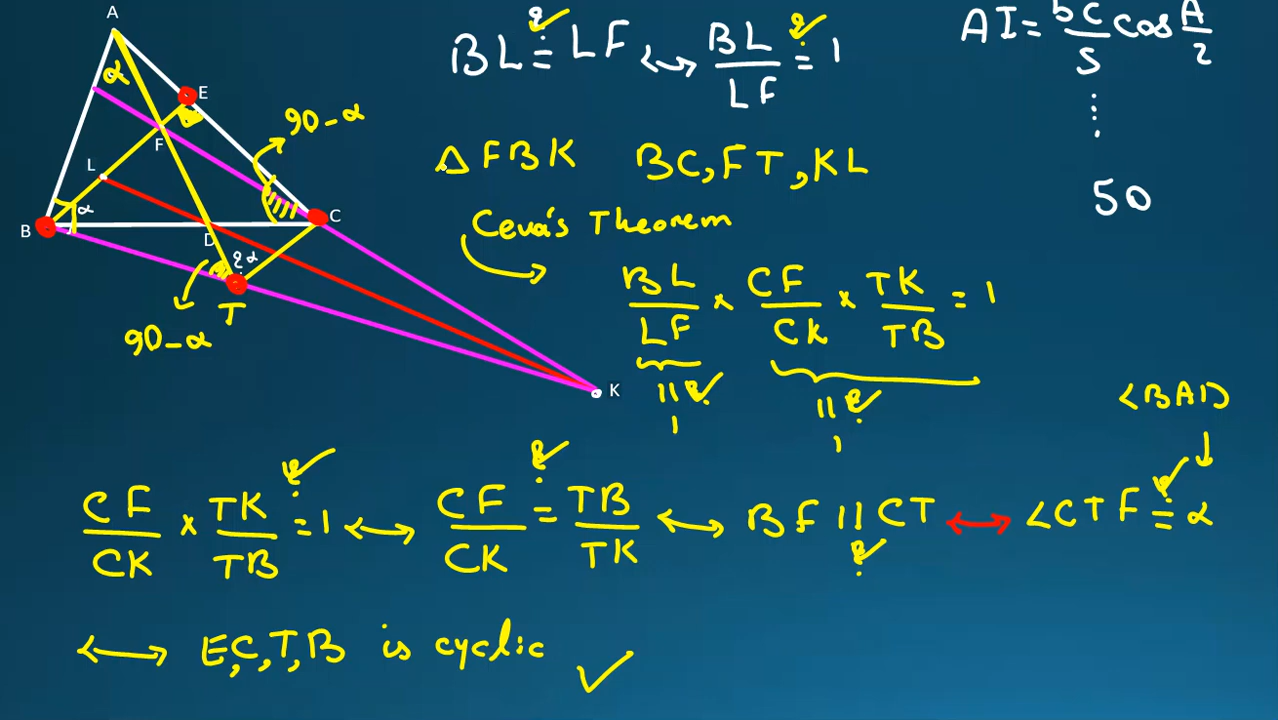 A
α
E
90-α
F
L
α
B
D
C
2α
T
90-α
K
BL ≟ LF ↔ BL/LF ≟ 1
AI = bc/s cos A/2
⋮
50
Δ FBK BC, FT, KL
Ceva's Theorem
BL/LF × CF/CK × TK/TB = 1
|| ? ✓ || ? ✓
1 1
<BAD
↓
CF/CK × TK/TB ≟ 1 ↔ CF/CK ≟ TB/TK ↔ BF || CT ↔ ∠CTF ≟ α
↔ E,C,T,B is cyclic ✓